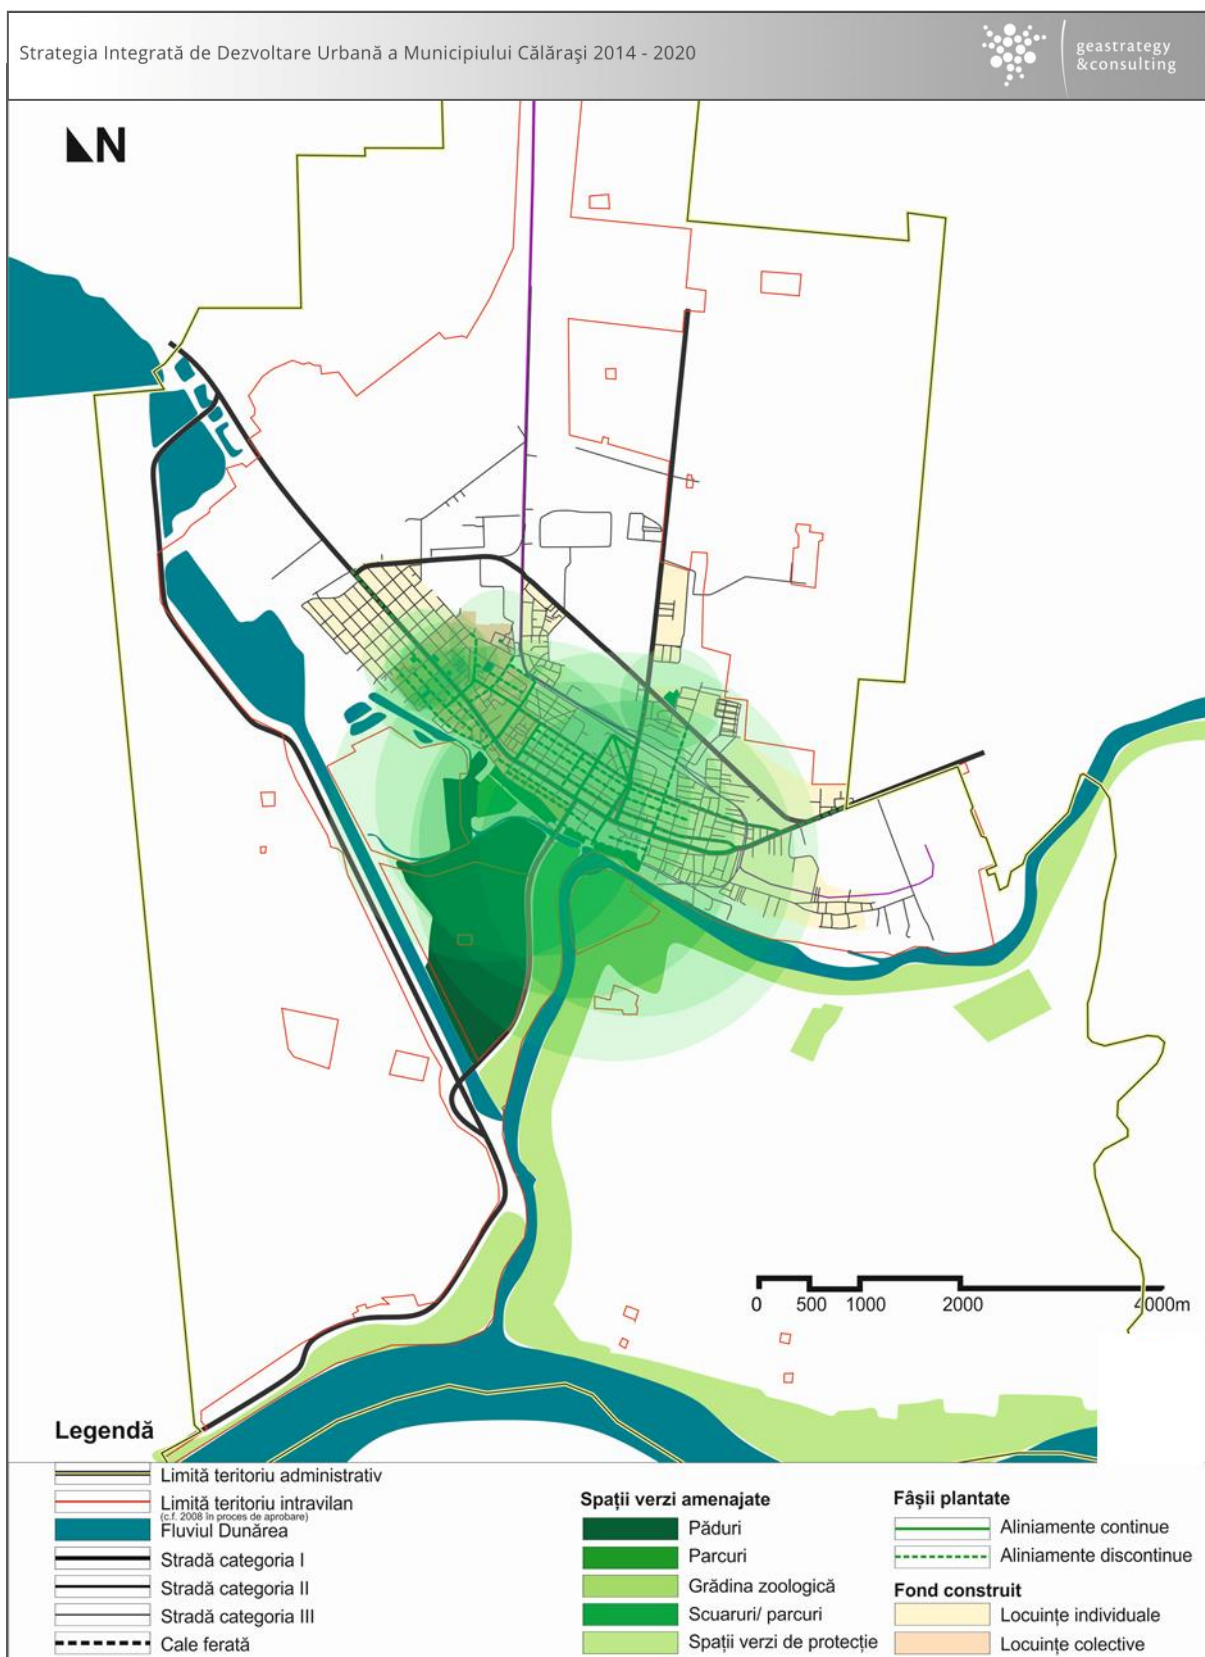 Strategia Integrată de Dezvoltare Urbană a Municipiului Călăraşi 2014 - 2020
geastrategy
&consulting
N
0 500 1000 2000 4000m
Legendă
Limită teritoriu administrativ
Limită teritoriu intravilan
(c.f. 2008 în proces de aprobare)
Fluviul Dunărea
Stradă categoria I
Stradă categoria II
Stradă categoria III
Cale ferată
Spații verzi amenajate
Păduri
Parcuri
Grădina zoologică
Scuaruri/ parcuri
Spații verzi de protecție
Fâșii plantate
Aliniamente continue
Aliniamente discontinue
Fond construit
Locuințe individuale
Locuințe colective